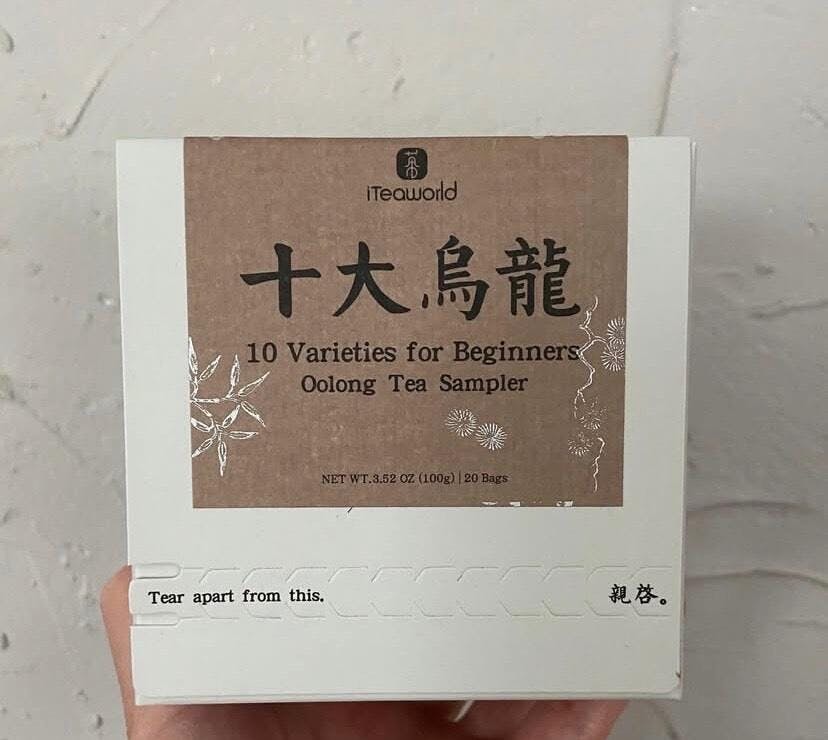 iTeaworld
十大烏龍
10 Varieties for Beginners
Oolong Tea Sampler
NET WT.3.52 OZ (100g) | 20 Bags
Tear apart from this.
親啓。